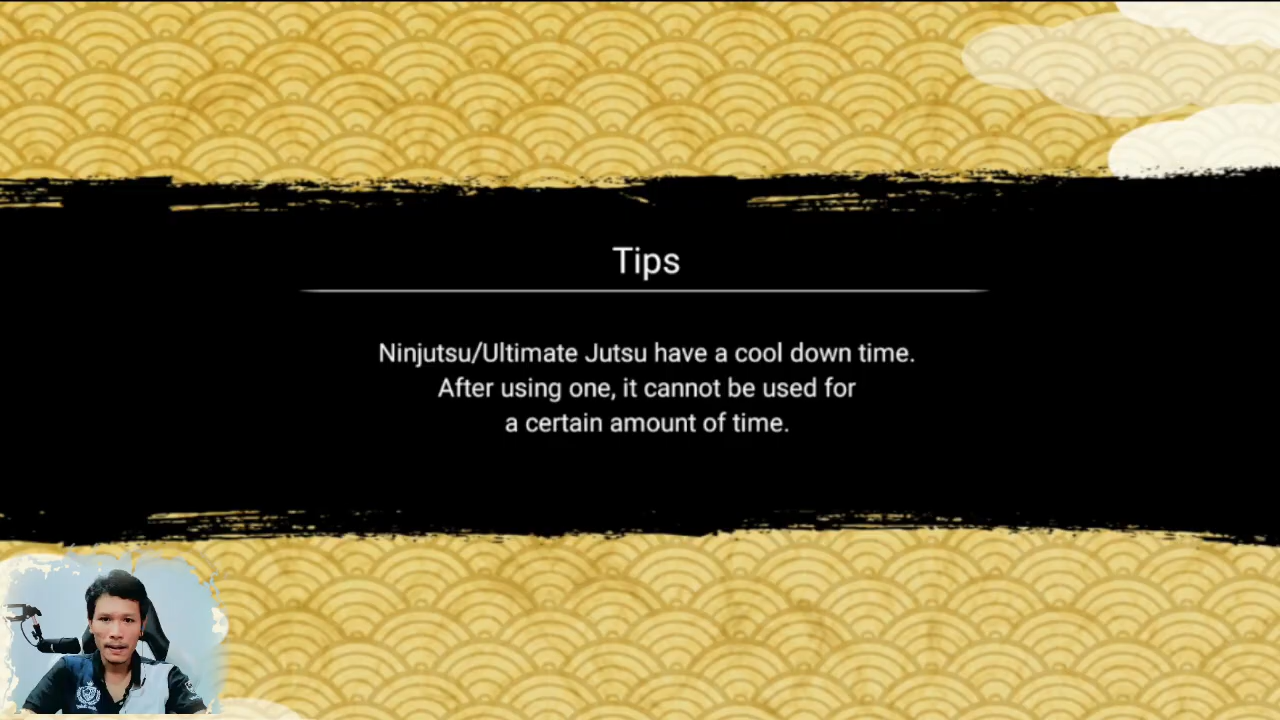 Tips
Ninjutsu/Ultimate Jutsu have a cool down time.
After using one, it cannot be used for
a certain amount of time.